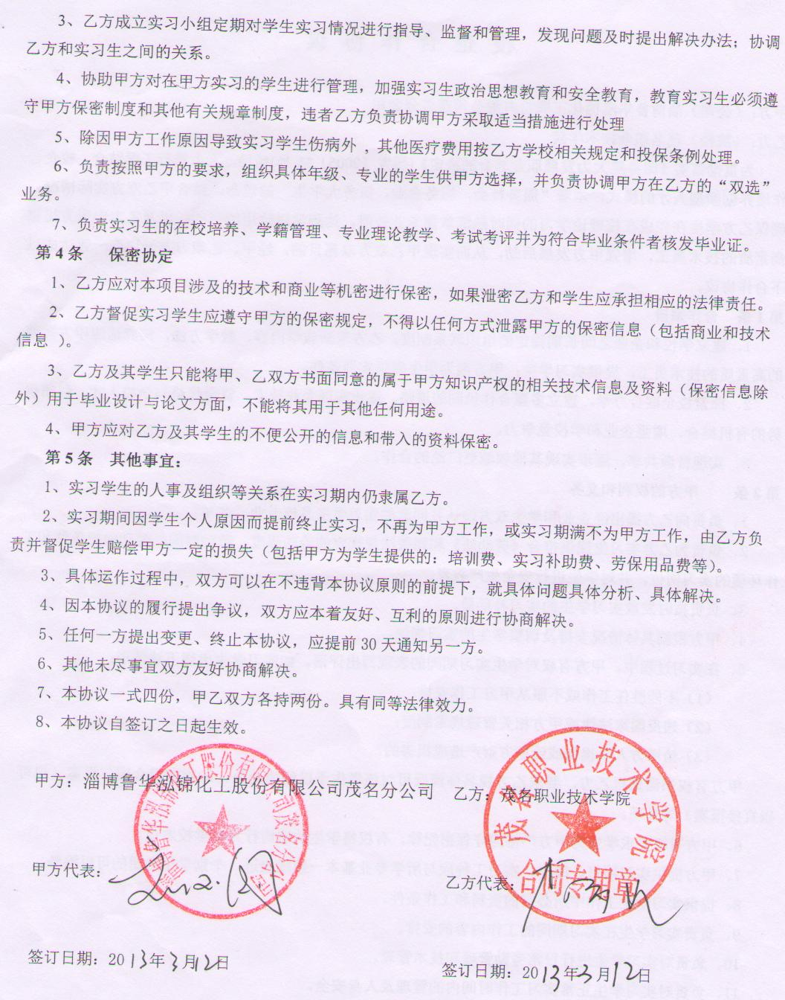 3、乙方成立实习小组定期对学生实习情况进行指导、监督和管理，发现问题及时提出解决办法；协调
乙方和实习生之间的关系。
4、协助甲方对在甲方实习的学生进行管理，加强实习生政治思想教育和安全教育，教育实习生必须遵
守甲方保密制度和其他有关规章制度，违者乙方负责协调甲方采取适当措施进行处理
5、除因甲方工作原因导致实习学生伤病外，其他医疗费用按乙方学校相关规定和投保条例处理。
6、负责按照甲方的要求，组织具体年级、专业的学生供甲方选择，并负责协调甲方在乙方的“双选”
业务。
7、负责实习生的在校培养、学籍管理、专业理论教学、考试考评并为符合毕业条件者核发毕业证。
第 4 条 保密协定
1、乙方应对本项目涉及的技术和商业等机密进行保密，如果泄密乙方和学生应承担相应的法律责任。
2、乙方督促实习学生应遵守甲方的保密规定，不得以任何方式泄露甲方的保密信息（包括商业和技术
信息 ）。
3、乙方及其学生只能将甲、乙双方书面同意的属于甲方知识产权的相关技术信息及资料（保密信息除
外）用于毕业设计与论文方面，不能将其用于其他任何用途。
4、甲方应对乙方及其学生的不便公开的信息和带入的资料保密。
第 5 条 其他事宜：
1、实习学生的人事及组织等关系在实习期内仍隶属乙方。
2、实习期间因学生个人原因而提前终止实习，不再为甲方工作，或实习期满不为甲方工作，由乙方负
责并督促学生赔偿甲方一定的损失（包括甲方为学生提供的：培训费、实习补助费、劳保用品费等）。
3、具体运作过程中，双方可以在不违背本协议原则的前提下，就具体问题具体分析、具体解决。
4、因本协议的履行提出争议，双方应本着友好、互利的原则进行协商解决。
5、任何一方提出变更、终止本协议，应提前 30 天通知另一方。
6、其他未尽事宜双方友好协商解决。
7、本协议一式四份，甲乙双方各持两份。具有同等法律效力。
8、本协议自签订之日起生效。
淄博鲁华泓锦化工股份有限公司茂名分公司
茂名职业技术学院
甲方：淄博鲁华泓锦化工股份有限公司茂名分公司 乙方：茂名职业技术学院
合同专用章
甲方代表： 乙方代表：
签订日期：2013年3月12日 签订日期：2013年3月12日